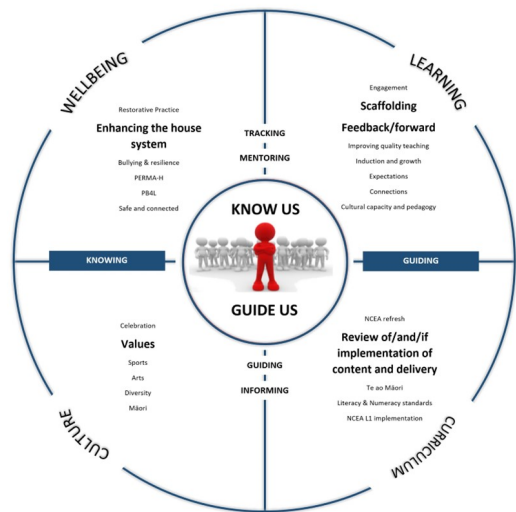 WELLBEING
Restorative Practice
Enhancing the house
system
Bullying & resilience
PERMA-H
PB4L
Safe and connected
TRACKING
MENTORING
LEARNING
Engagement
Scaffolding
Feedback/forward
Improving quality teaching
Induction and growth
Expectations
Connections
Cultural capacity and pedagogy
KNOWING
KNOW US
GUIDE US
GUIDING
Celebration
Values
Sports
Arts
Diversity
Māori
CULTURE
GUIDING
INFORMING
NCEA refresh
Review of/and/if
implementation of
content and delivery
Te ao Māori
Literacy & Numeracy standards
NCEA L1 implementation
CURRICULUM